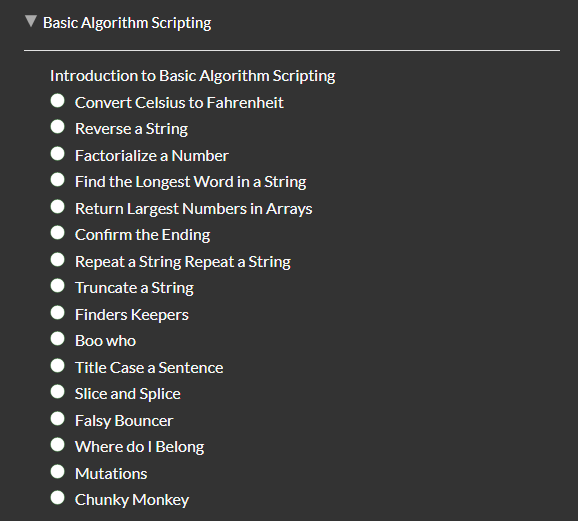 Basic Algorithm Scripting
Introduction to Basic Algorithm Scripting
Convert Celsius to Fahrenheit
Reverse a String
Factorialize a Number
Find the Longest Word in a String
Return Largest Numbers in Arrays
Confirm the Ending
Repeat a String Repeat a String
Truncate a String
Finders Keepers
Boo who
Title Case a Sentence
Slice and Splice
Falsy Bouncer
Where do I Belong
Mutations
Chunky Monkey